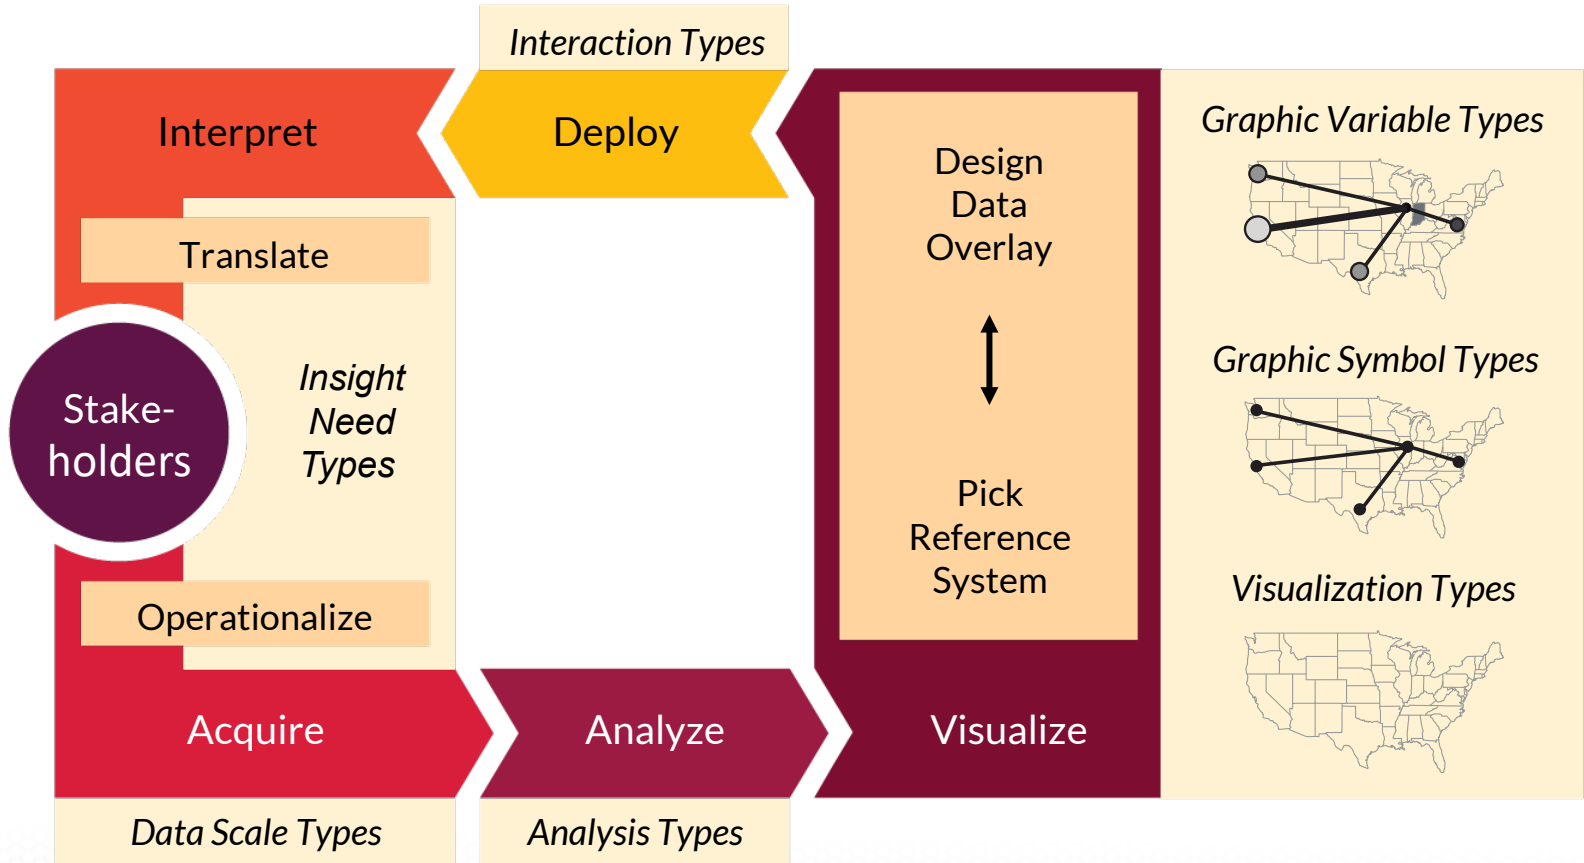 Interaction Types
Interpret
Deploy
Translate
Stake-
holders
Insight
Need
Types
Operationalize
Acquire
Analyze
Visualize
Data Scale Types
Analysis Types
Design
Data
Overlay
Pick
Reference
System
Graphic Variable Types
Graphic Symbol Types
Visualization Types